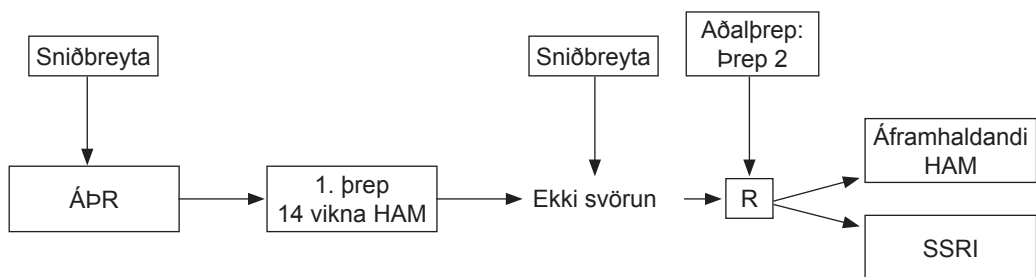 Sniðbreyta
Sniðbreyta
Aðalþrep:
Þrep 2
ÁÞR
1. þrep
14 vikna HAM
Ekki svörun
R
Áframhaldandi
HAM
SSRI